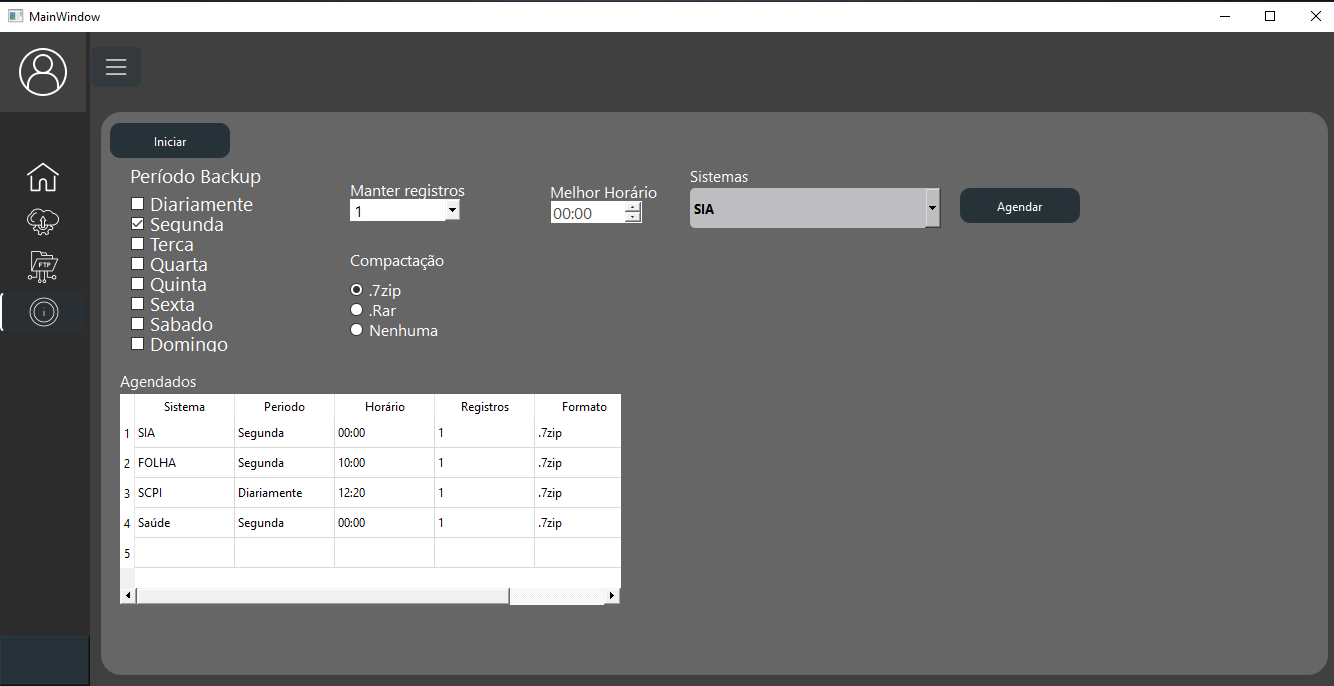 MainWindow
Iniciar
Período Backup
Diariamente
Segunda
Terca
Quarta
Quinta
Sexta
Sabado
Domingo
Manter registros
1
Compactação
.7zip
.Rar
Nenhuma
Melhor Horário
00:00
Sistemas
SIA
Agendar
FTP
Agendados
Sistema Periodo Horário Registros Formato
1 SIA Segunda 00:00 1 .7zip
2 FOLHA Segunda 10:00 1 .7zip
3 SCPI Diariamente 12:20 1 .7zip
4 Saúde Segunda 00:00 1 .7zip
5